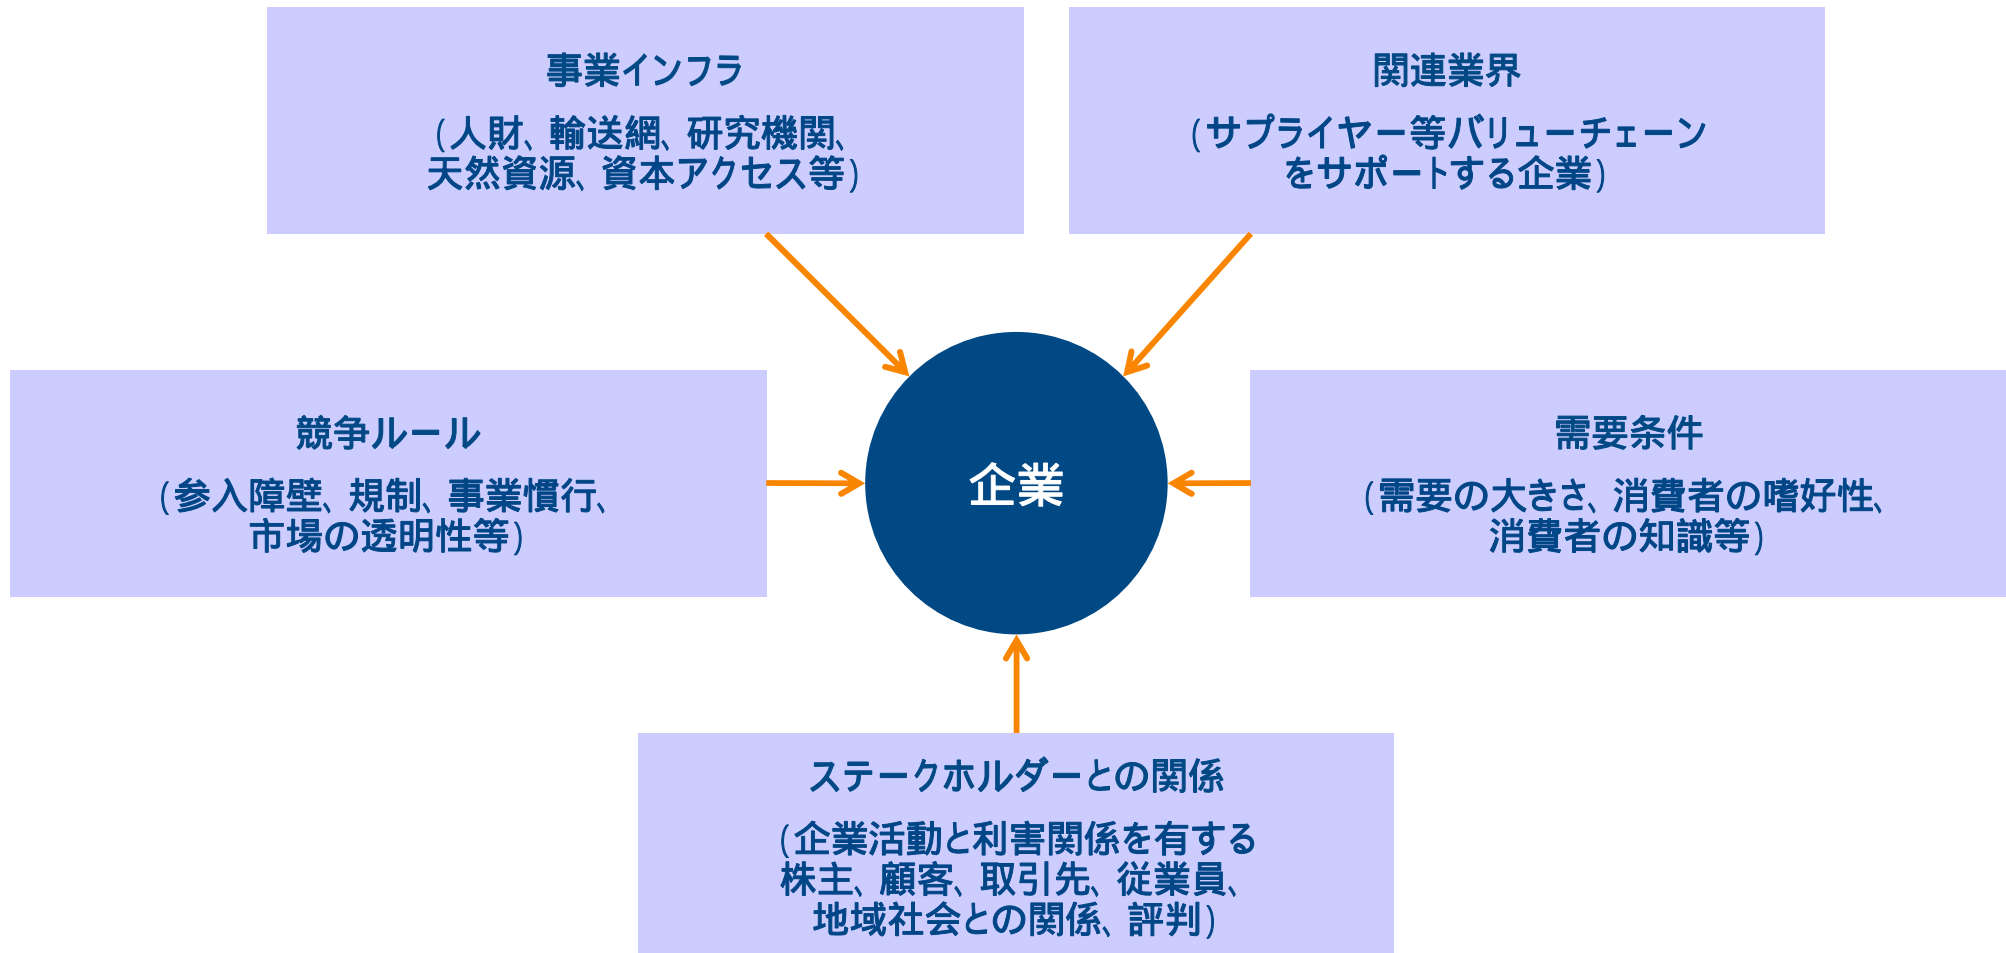 事業インフラ
(人財、輸送網、研究機関、
天然資源、資本アクセス等)
関連業界
(サプライヤー等バリューチェーン
をサポートする企業)
競争ルール
(参入障壁、規制、事業慣行、
市場の透明性等)
企業
需要条件
(需要の大きさ、消費者の嗜好性、
消費者の知識等)
ステークホルダーとの関係
(企業活動と利害関係を有する
株主、顧客、取引先、従業員、
地域社会との関係、評判)